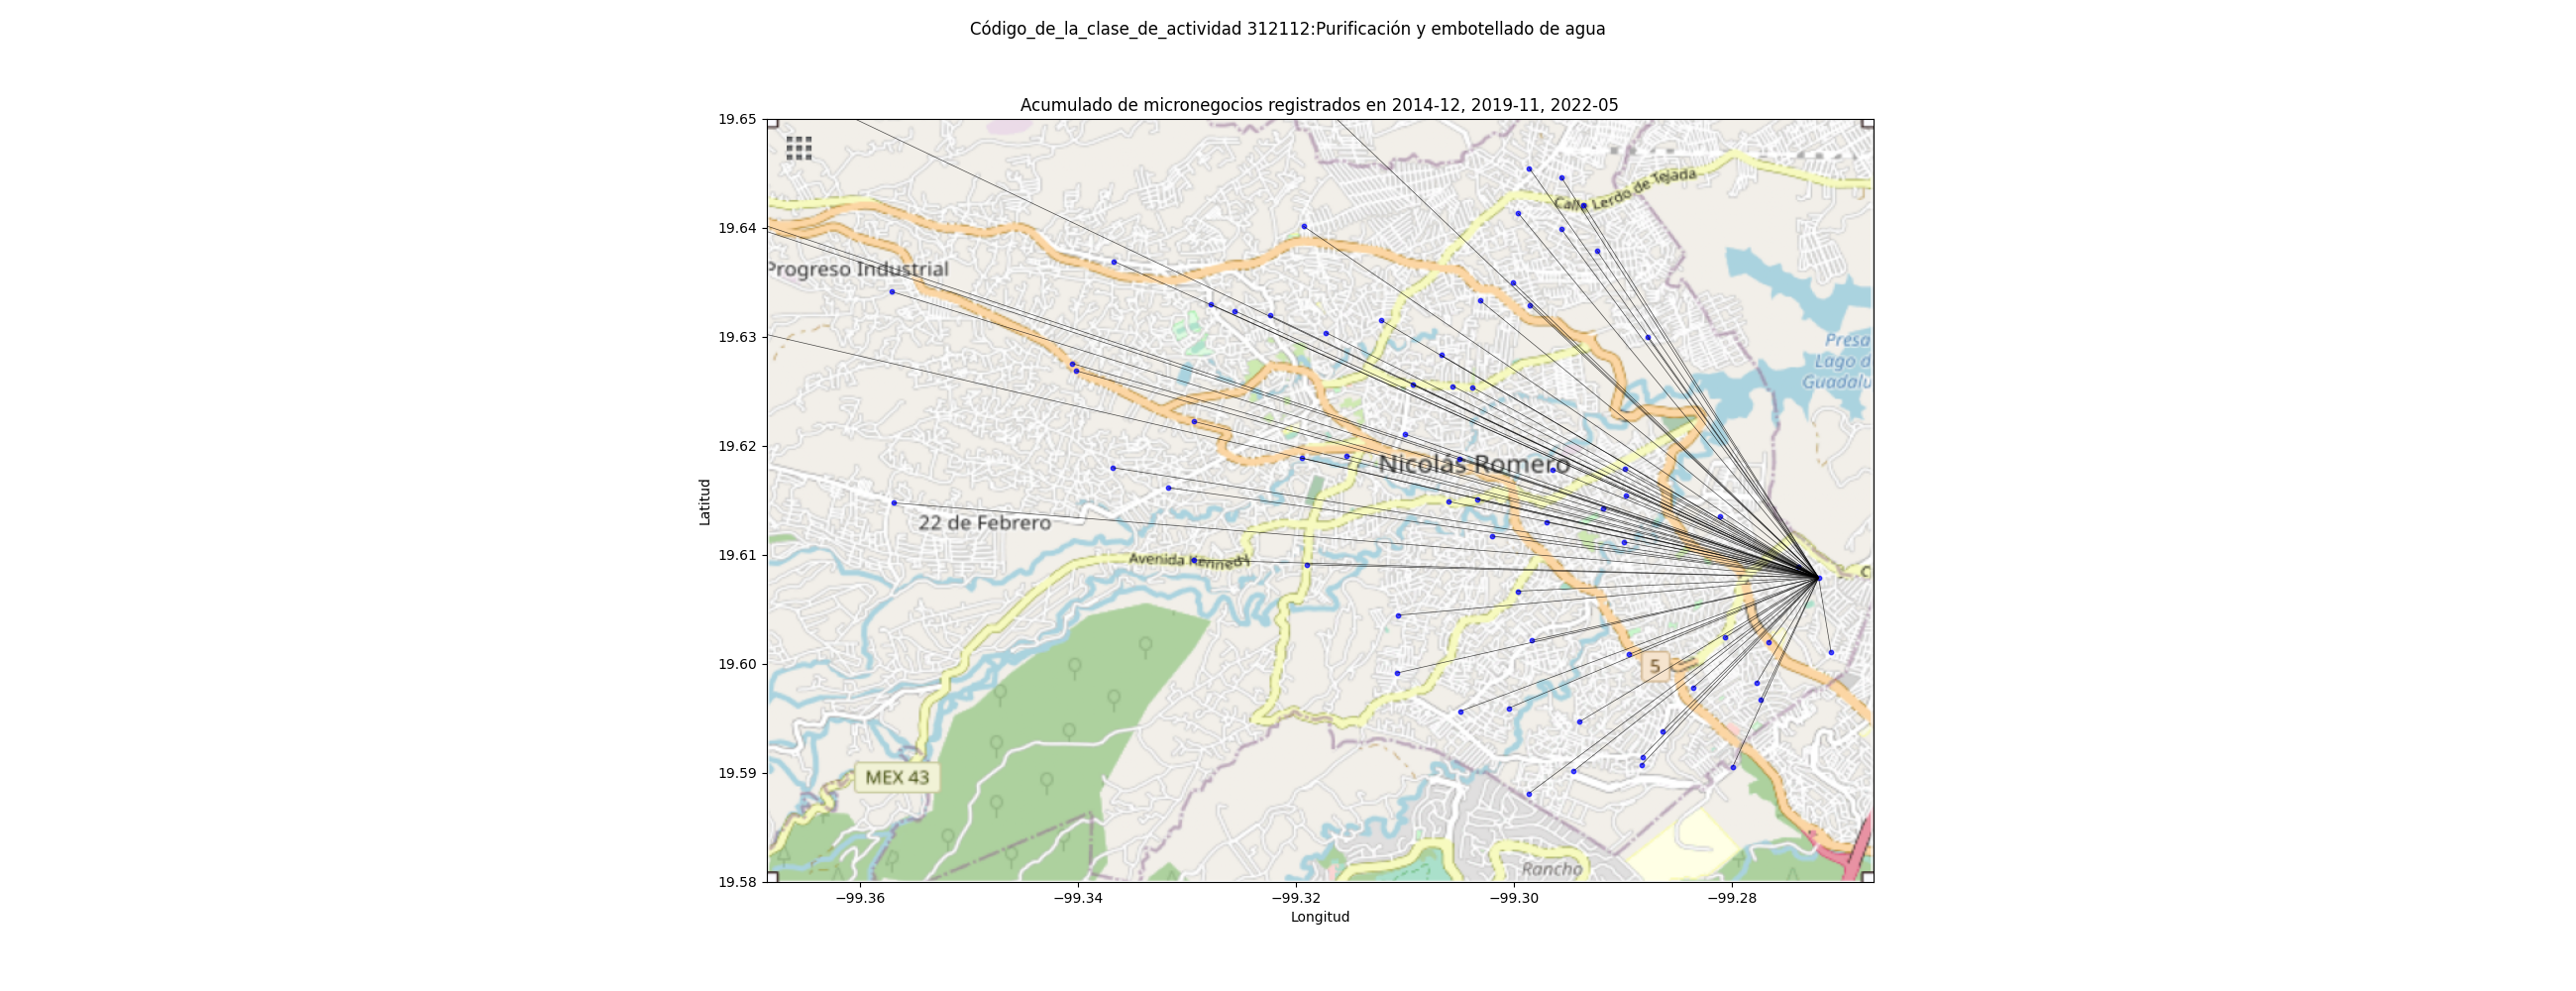 Código_de_la_clase_de_actividad 312112:Purificación y embotellado de agua
Acumulado de micronegocios registrados en 2014-12, 2019-11, 2022-05
19.65
19.64
19.63
19.62
19.61
19.60
19.59
19.58
Latitud
Calle Lerdo de Tejada
Progreso Industrial
Presa
Lago d
Guadalu
Nicolás Romero
22 de Febrero
Avenida Kennedy
5
MEX 43
Rancho
−99.36
−99.34
−99.32
−99.30
−99.28
Longitud